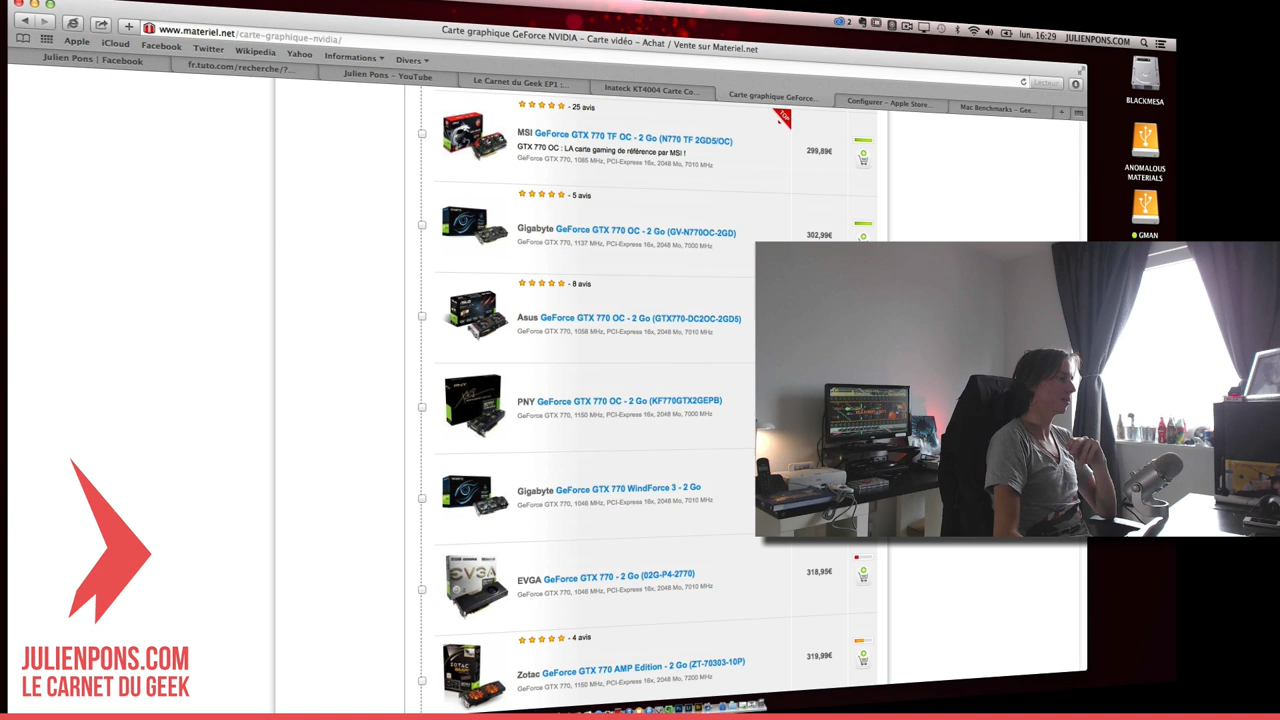 Carte graphique GeForce NVIDIA – Carte vidéo – Achat / Vente sur Materiel.net
2
lun. 16:29 JULIENPONS.COM
www.materiel.net/carte-graphique-nvidia/
Lecteur
Apple iCloud Facebook Twitter Wikipedia Yahoo Informations Divers
Julien Pons | Facebook
fr.tuto.com/recherche/?...
Julien Pons – YouTube
Le Carnet du Geek EP1 :...
Inateck KT4004 Carte Co...
Carte graphique GeForce...
Configurer – Apple Store...
Mac Benchmarks – Gee...
BLACKMESA
ANOMALOUS
MATERIALS
GMAN
- 25 avis
TOP
MSI GeForce GTX 770 TF OC - 2 Go (N770 TF 2GD5/OC)
GTX 770 OC : LA carte gaming de référence par MSI !
GeForce GTX 770, 1085 MHz, PCI-Express 16x, 2048 Mo, 7010 MHz
299,89€
- 5 avis
Gigabyte GeForce GTX 770 OC - 2 Go (GV-N770OC-2GD)
GeForce GTX 770, 1137 MHz, PCI-Express 16x, 2048 Mo, 7000 MHz
302,99€
- 8 avis
Asus GeForce GTX 770 OC - 2 Go (GTX770-DC2OC-2GD5)
GeForce GTX 770, 1058 MHz, PCI-Express 16x, 2048 Mo, 7010 MHz
PNY GeForce GTX 770 OC - 2 Go (KF770GTX2GEPB)
GeForce GTX 770, 1150 MHz, PCI-Express 16x, 2048 Mo, 7000 MHz
Gigabyte GeForce GTX 770 WindForce 3 - 2 Go
GeForce GTX 770, 1046 MHz, PCI-Express 16x, 2048 Mo, 7010 MHz
EVGA
EVGA GeForce GTX 770 - 2 Go (02G-P4-2770)
GeForce GTX 770, 1046 MHz, PCI-Express 16x, 2048 Mo, 7010 MHz
318,95€
- 4 avis
ZOTAC
Zotac GeForce GTX 770 AMP Edition - 2 Go (ZT-70303-10P)
GeForce GTX 770, 1150 MHz, PCI-Express 16x, 2048 Mo, 7200 MHz
319,99€
JULIENPONS.COM
LE CARNET DU GEEK